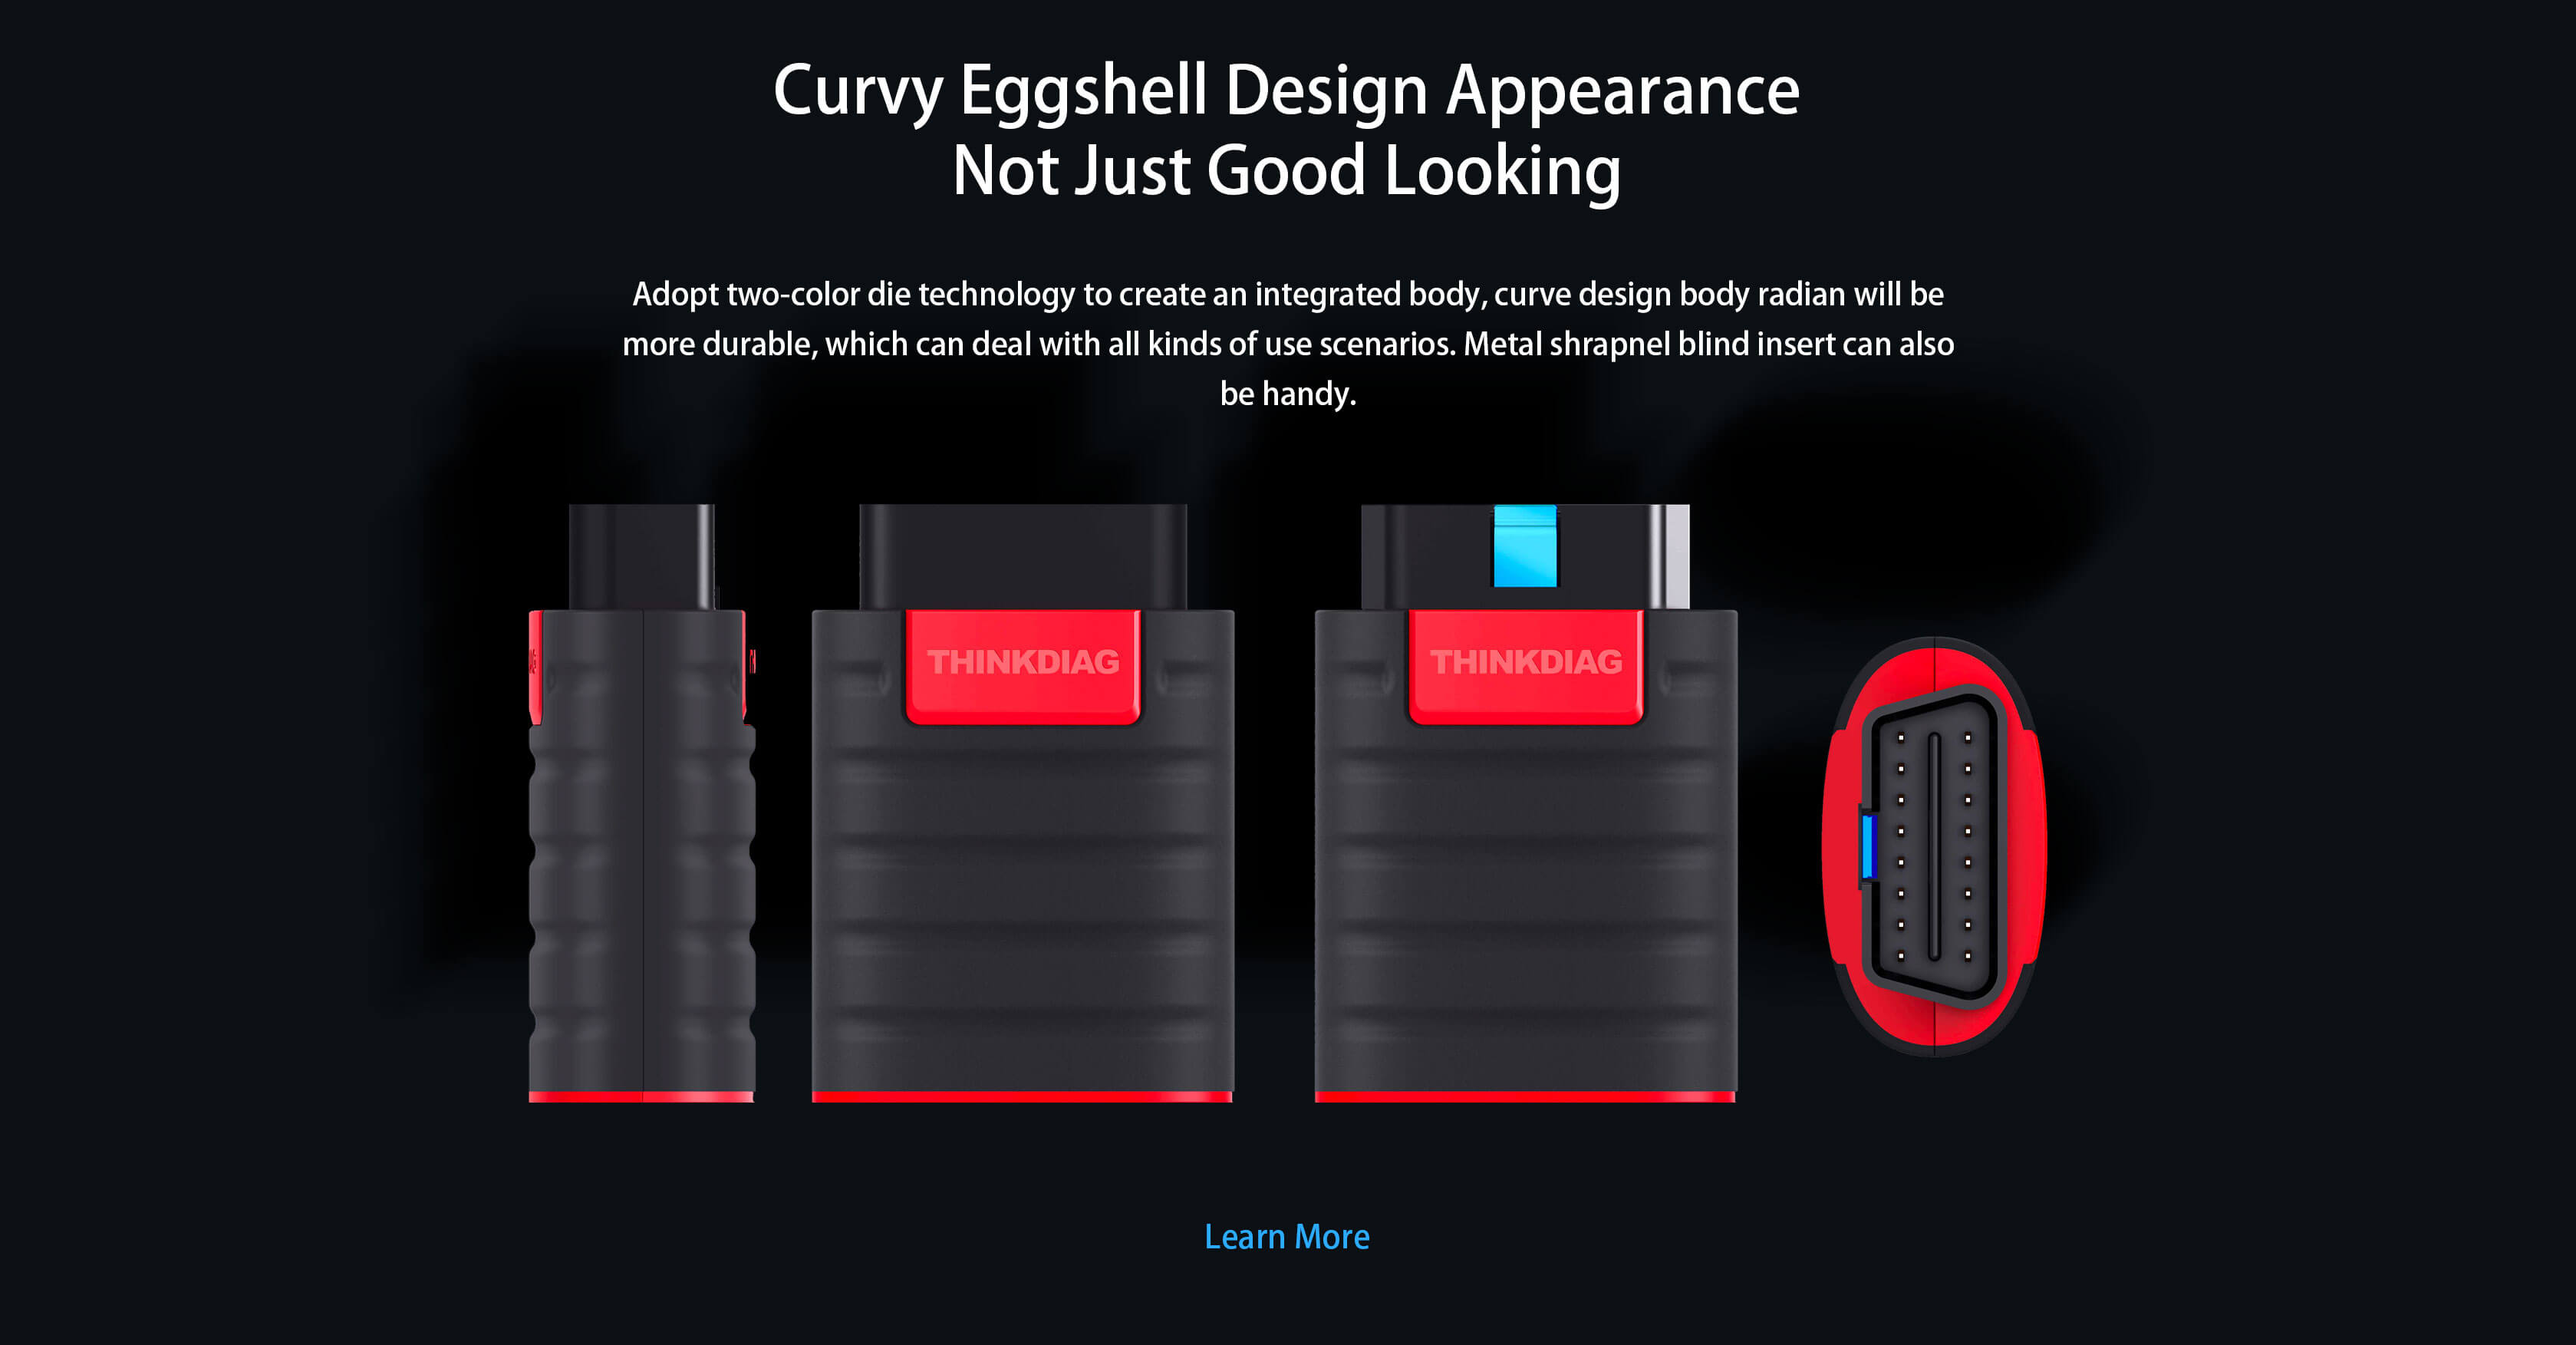 Curvy Eggshell Design Appearance
Not Just Good Looking
Adopt two-color die technology to create an integrated body, curve design body radian will be
more durable, which can deal with all kinds of use scenarios. Metal shrapnel blind insert can also
be handy.
THINKDIAG
THINKDIAG
Learn More